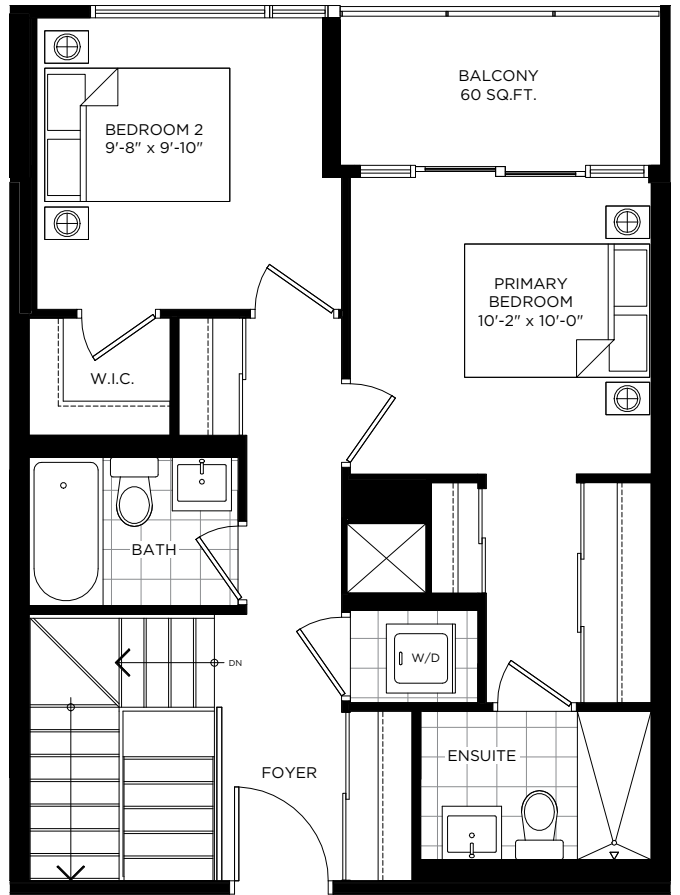 BALCONY
60 SQ.FT.
BEDROOM 2
9'-8" x 9'-10"
PRIMARY
BEDROOM
10'-2" x 10'-0"
W.I.C.
BATH
W/D
DN
ENSUITE
FOYER